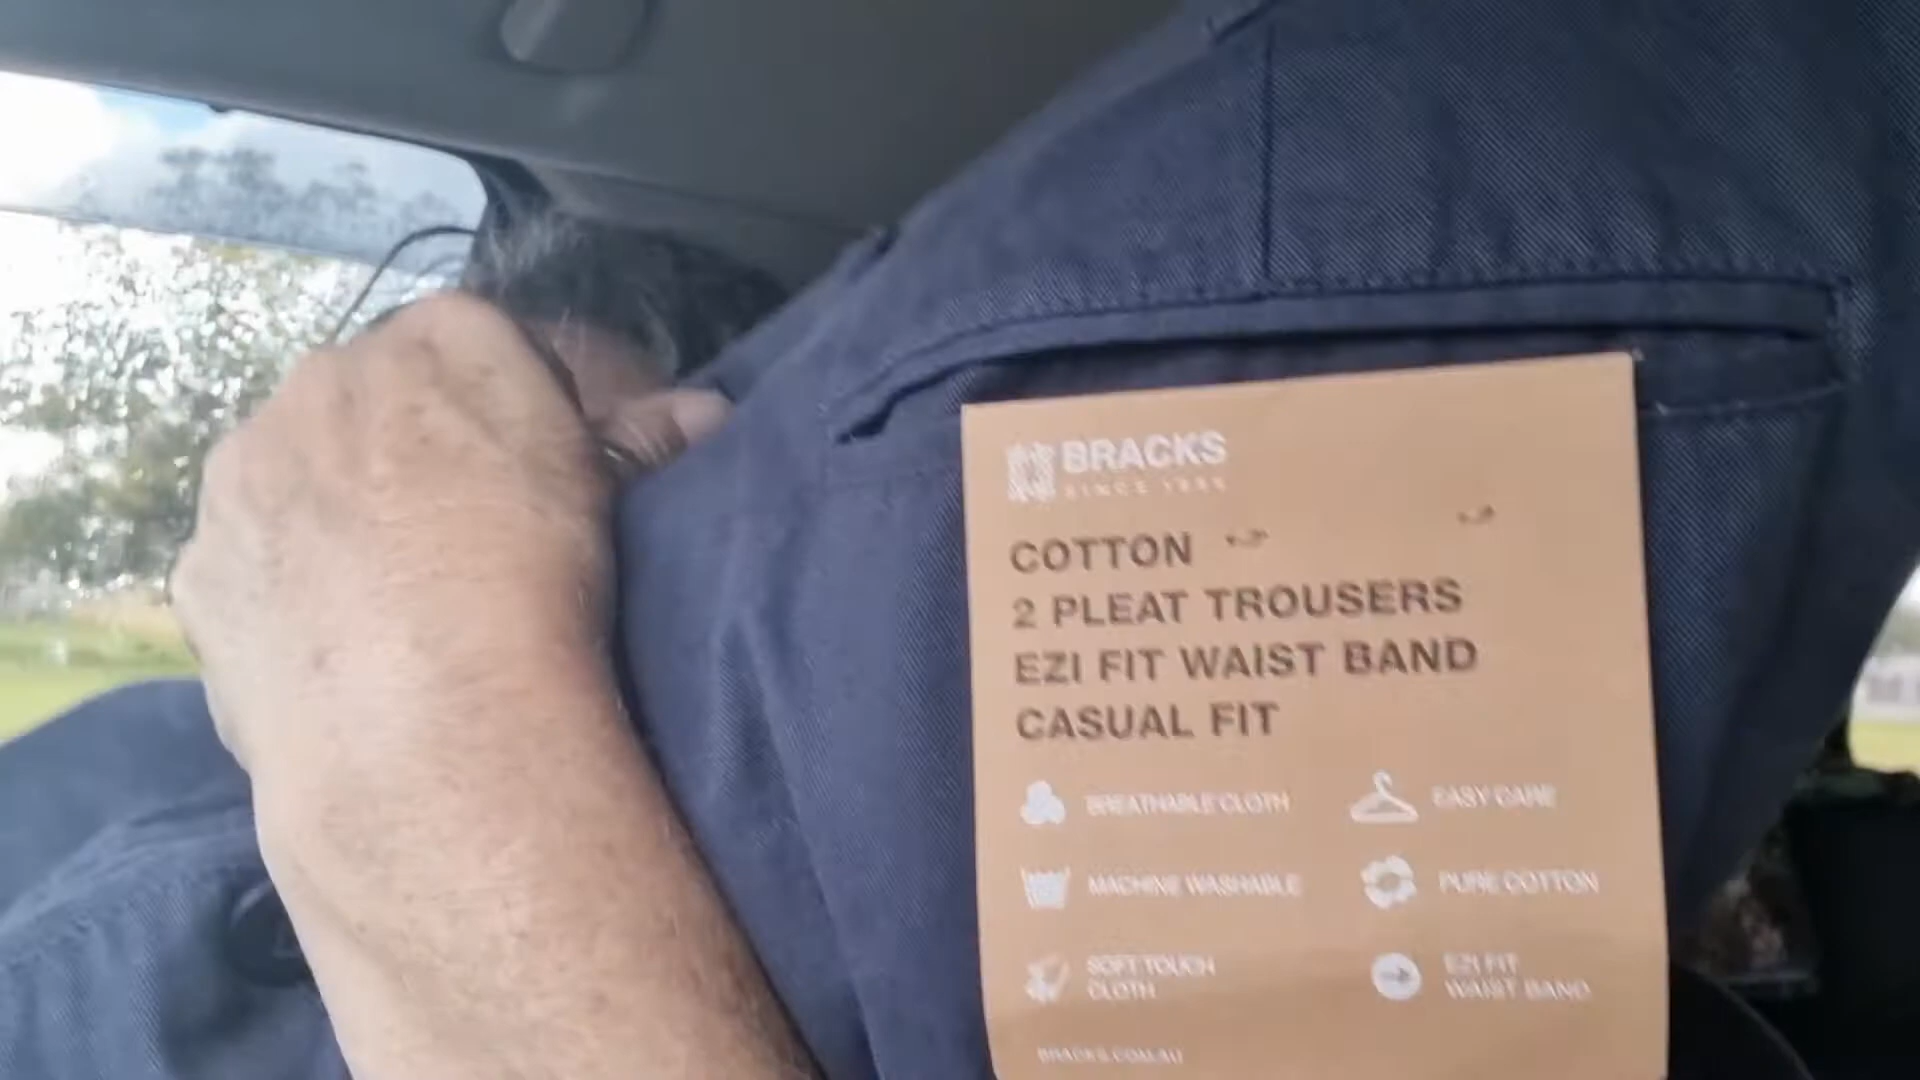 BRACKS
COTTON
2 PLEAT TROUSERS
EZI FIT WAIST BAND
CASUAL FIT
BREATHABLE CLOTH
EASY CARE
MACHINE WASHABLE
PURE COTTON
SOFT TOUCH
CLOTH
EZI FIT
WAIST BAND
BRACKS.COM.AU